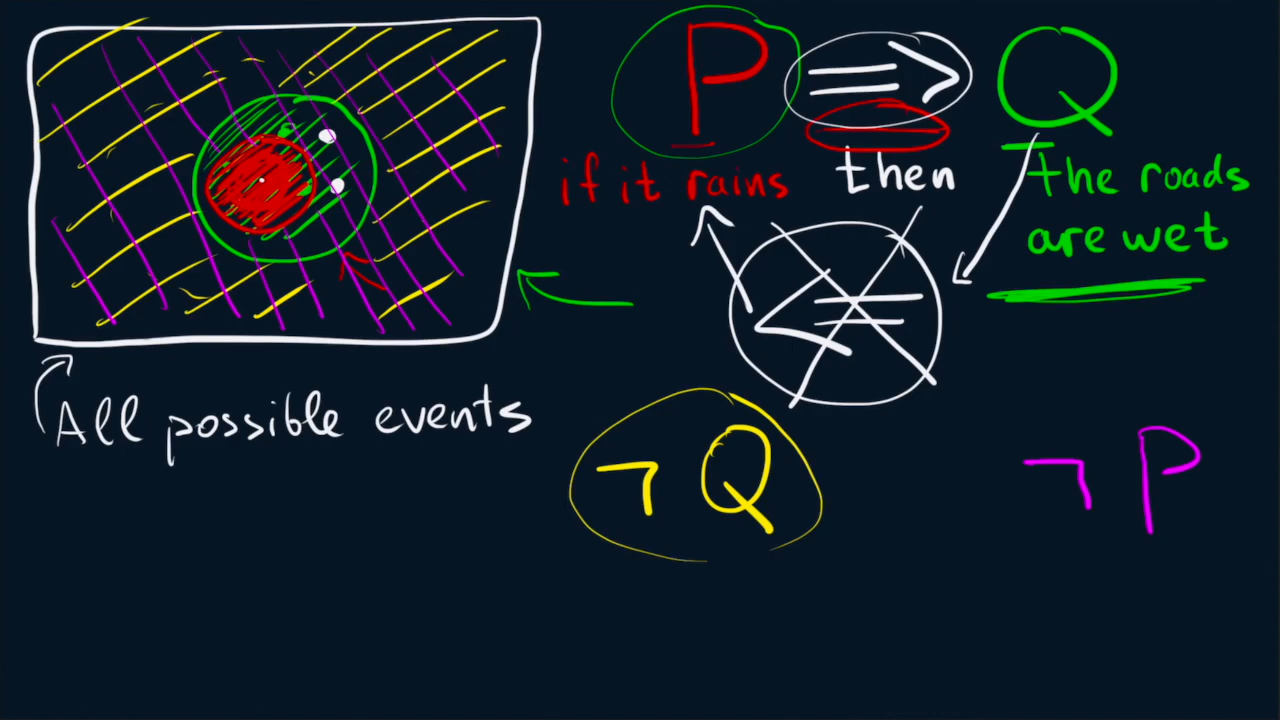 P ⇒ Q
if it rains then The roads
are wet
⇐
All possible events
¬ Q ¬ P